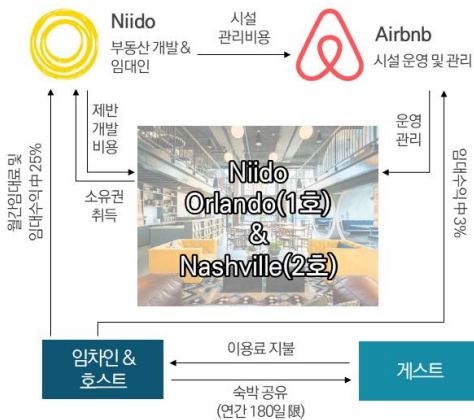 Niido
부동산 개발 &
임대인
시설
관리비용
Airbnb
시설 운영 및 관리
제반
개발
비용
운영
관리
소유권
취득
월간임대료 및
임대수익中 25%
임대수익中 3%
Niido
Orlando(1호)
&
Nashville(2호)
임차인 &
호스트
이용료 지불
숙박 공유
(연간 180일 限)
게스트